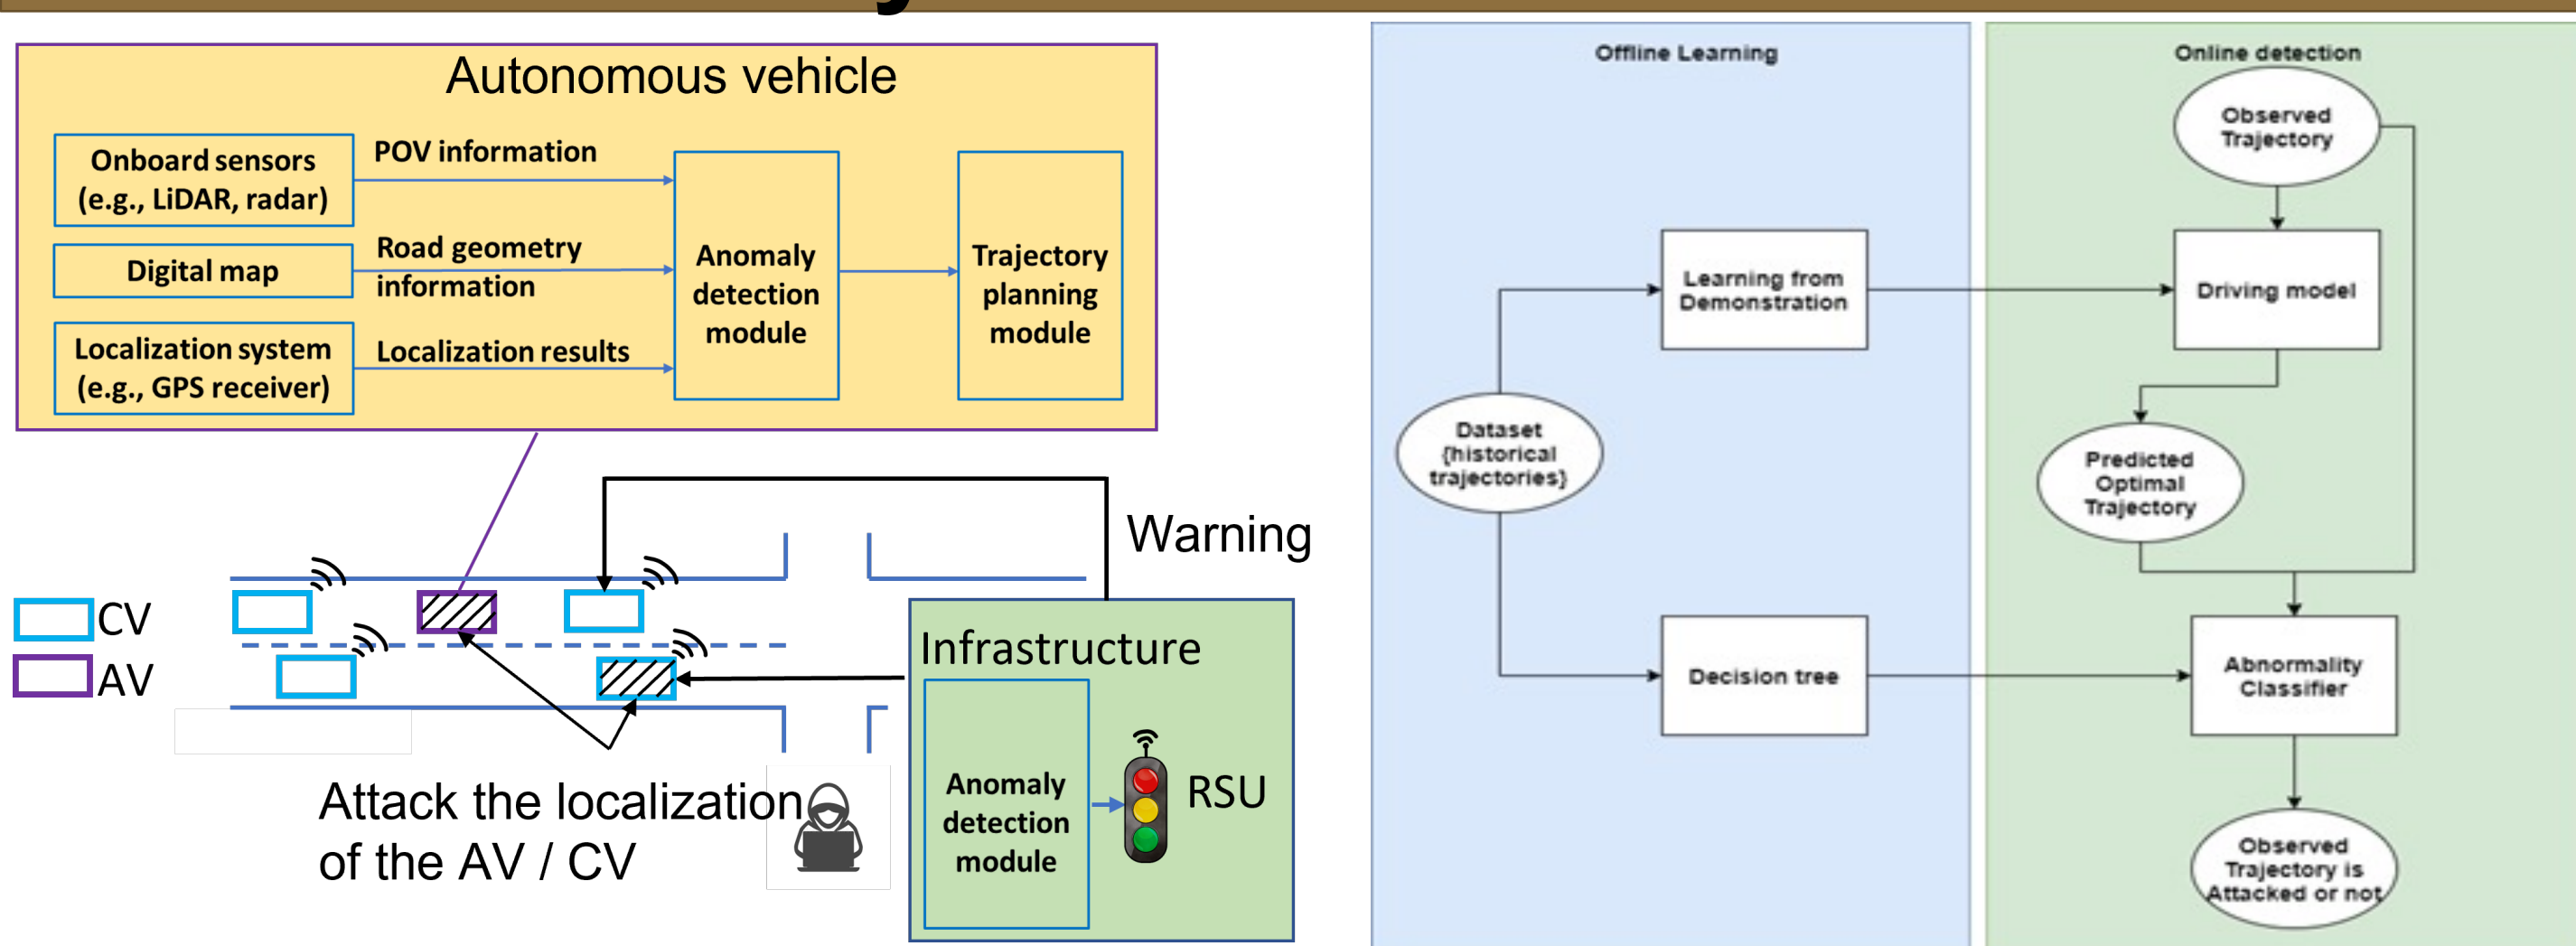 Autonomous vehicle
Onboard sensors
(e.g., LiDAR, radar)
POV information
Digital map
Road geometry
information
Localization system
(e.g., GPS receiver)
Localization results
Anomaly
detection
module
Trajectory
planning
module
Warning
CV
AV
Attack the localization
of the AV / CV
Infrastructure
Anomaly
detection
module
RSU
Offline Learning
Dataset
{historical
trajectories}
Learning from
Demonstration
Decision tree
Online detection
Observed
Trajectory
Driving model
Predicted
Optimal
Trajectory
Abnormality
Classifier
Observed
Trajectory is
Attacked or not